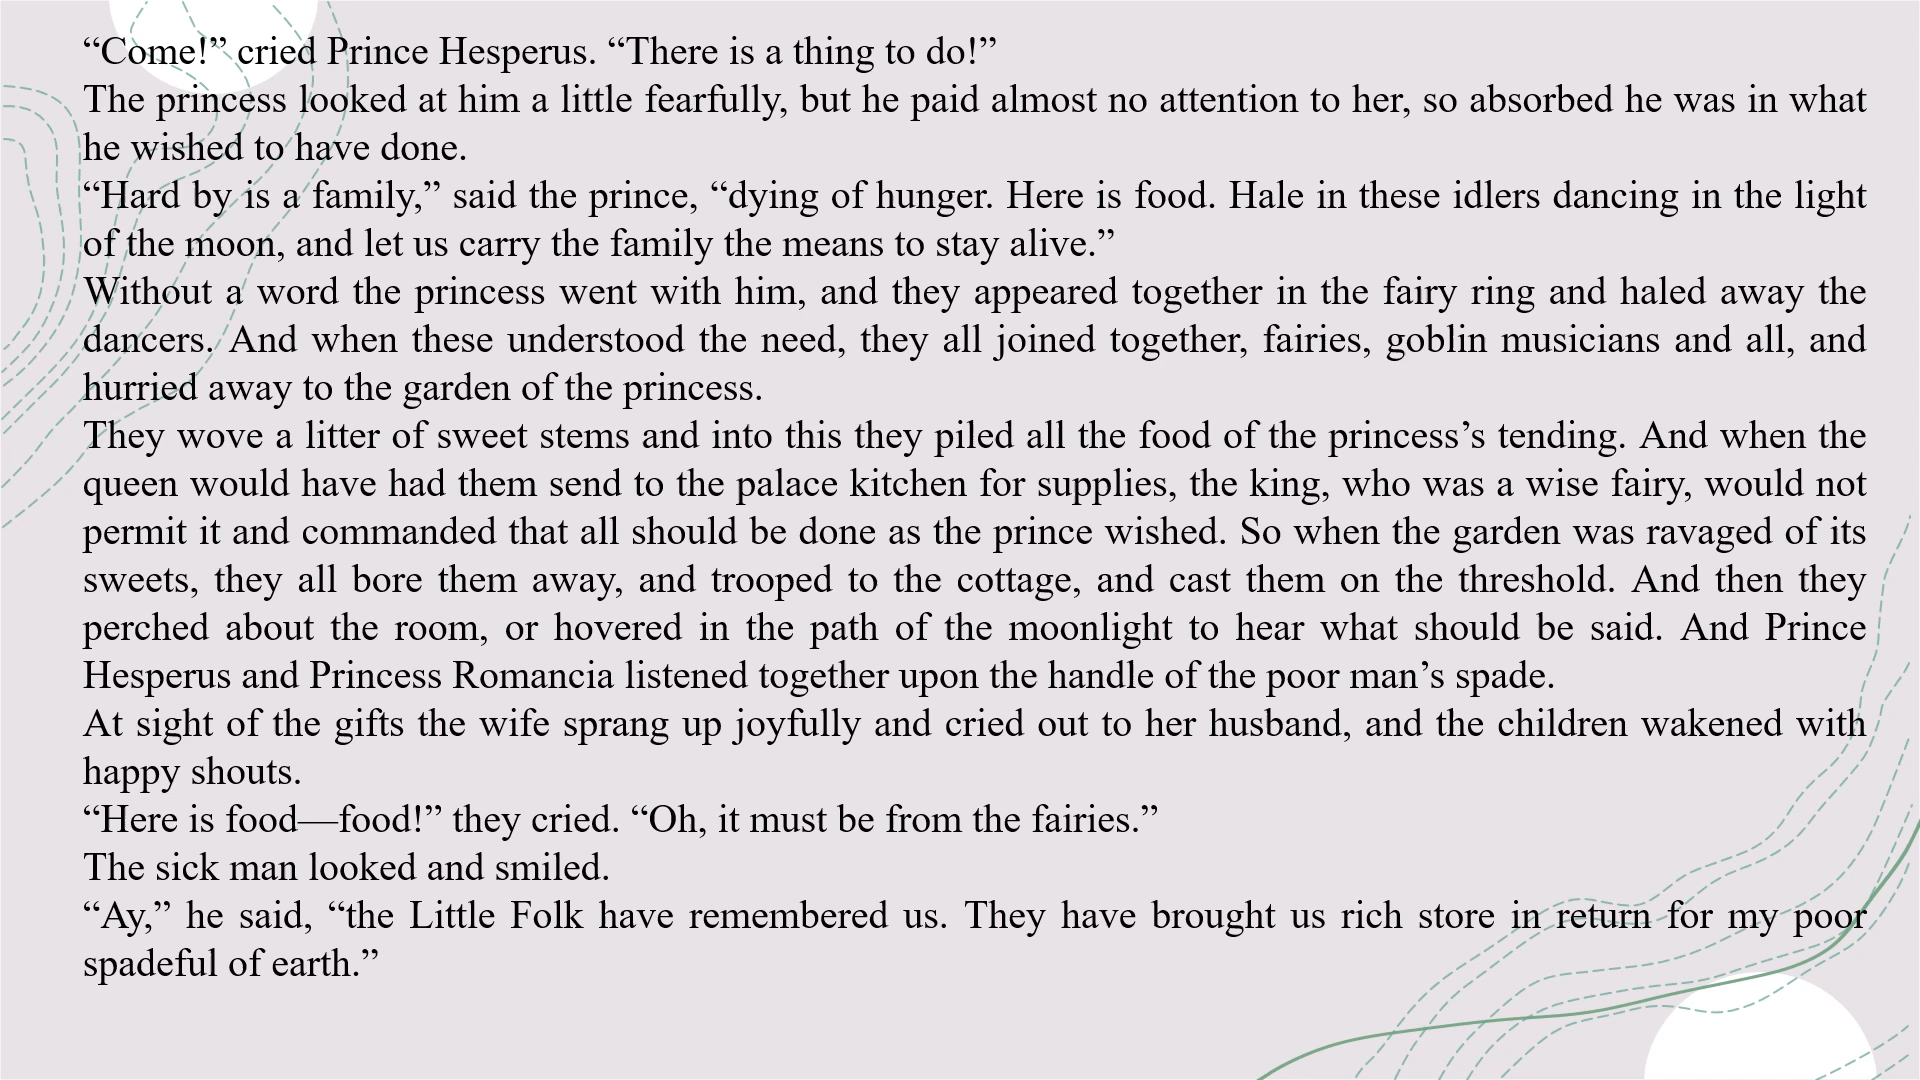 “Come!” cried Prince Hesperus. “There is a thing to do!”
The princess looked at him a little fearfully, but he paid almost no attention to her, so absorbed he was in what
he wished to have done.
“Hard by is a family,” said the prince, “dying of hunger. Here is food. Hale in these idlers dancing in the light
of the moon, and let us carry the family the means to stay alive.”
Without a word the princess went with him, and they appeared together in the fairy ring and haled away the
dancers. And when these understood the need, they all joined together, fairies, goblin musicians and all, and
hurried away to the garden of the princess.
They wove a litter of sweet stems and into this they piled all the food of the princess’s tending. And when the
queen would have had them send to the palace kitchen for supplies, the king, who was a wise fairy, would not
permit it and commanded that all should be done as the prince wished. So when the garden was ravaged of its
sweets, they all bore them away, and trooped to the cottage, and cast them on the threshold. And then they
perched about the room, or hovered in the path of the moonlight to hear what should be said. And Prince
Hesperus and Princess Romancia listened together upon the handle of the poor man’s spade.
At sight of the gifts the wife sprang up joyfully and cried out to her husband, and the children wakened with
happy shouts.
“Here is food—food!” they cried. “Oh, it must be from the fairies.”
The sick man looked and smiled.
“Ay,” he said, “the Little Folk have remembered us. They have brought us rich store in return for my poor
spadeful of earth.”